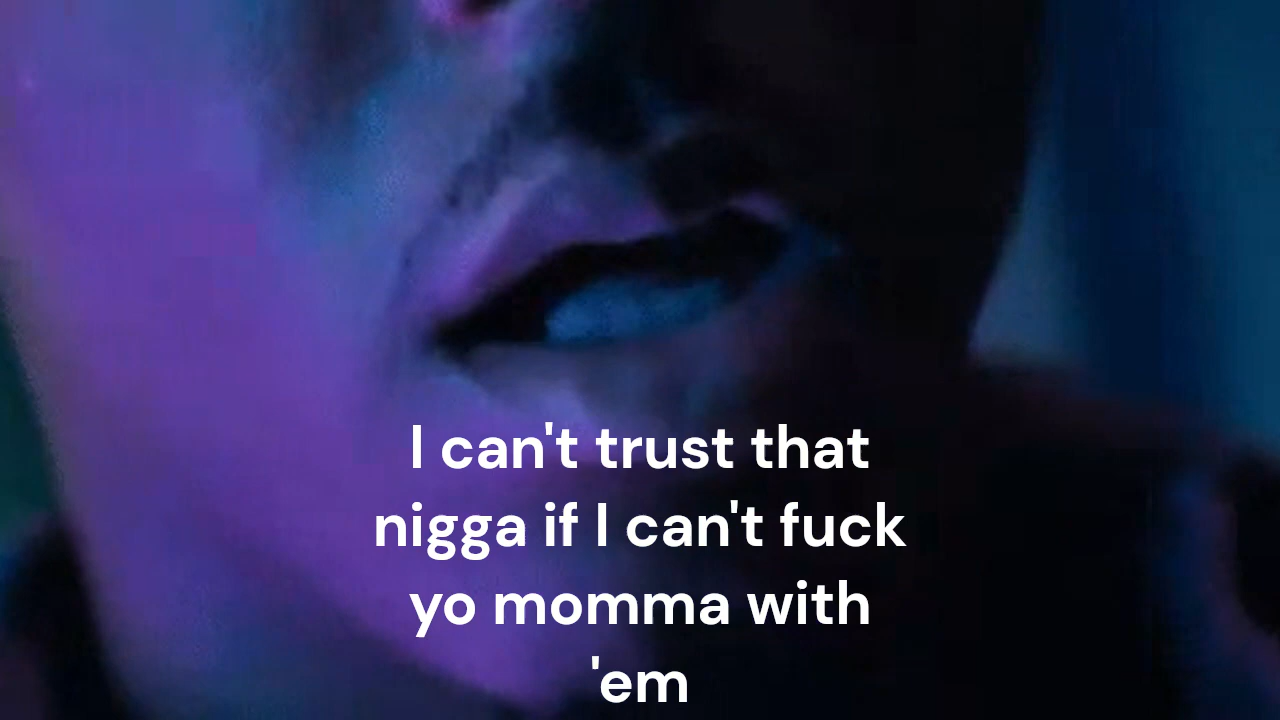 I can't trust that
nigga if I can't fuck
yo momma with
'em